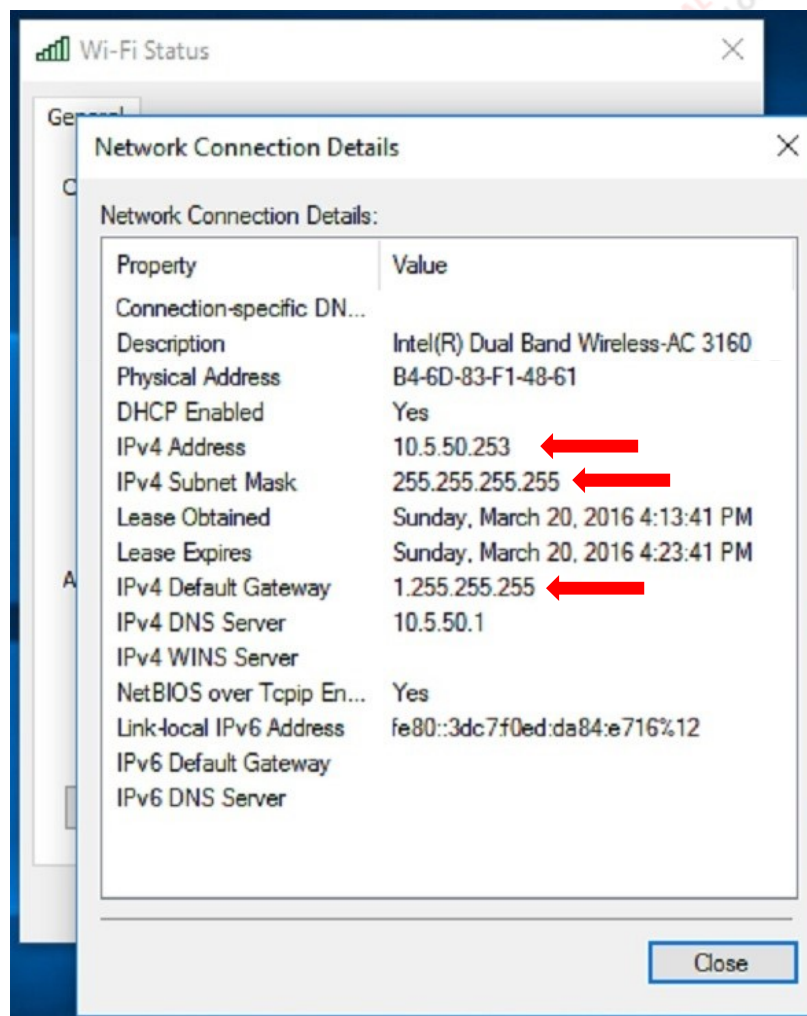 Wi-Fi Status
General
Network Connection Details
Network Connection Details:
Property Value
Connection-specific DN...
Description Intel(R) Dual Band Wireless-AC 3160
Physical Address B4-6D-83-F1-48-61
DHCP Enabled Yes
IPv4 Address 10.5.50.253
IPv4 Subnet Mask 255.255.255.255
Lease Obtained Sunday, March 20, 2016 4:13:41 PM
Lease Expires Sunday, March 20, 2016 4:23:41 PM
IPv4 Default Gateway 1.255.255.255
IPv4 DNS Server 10.5.50.1
IPv4 WINS Server
NetBIOS over Tcpip En... Yes
Link-local IPv6 Address fe80::3dc7:f0ed:da84:e716%12
IPv6 Default Gateway
IPv6 DNS Server
Close